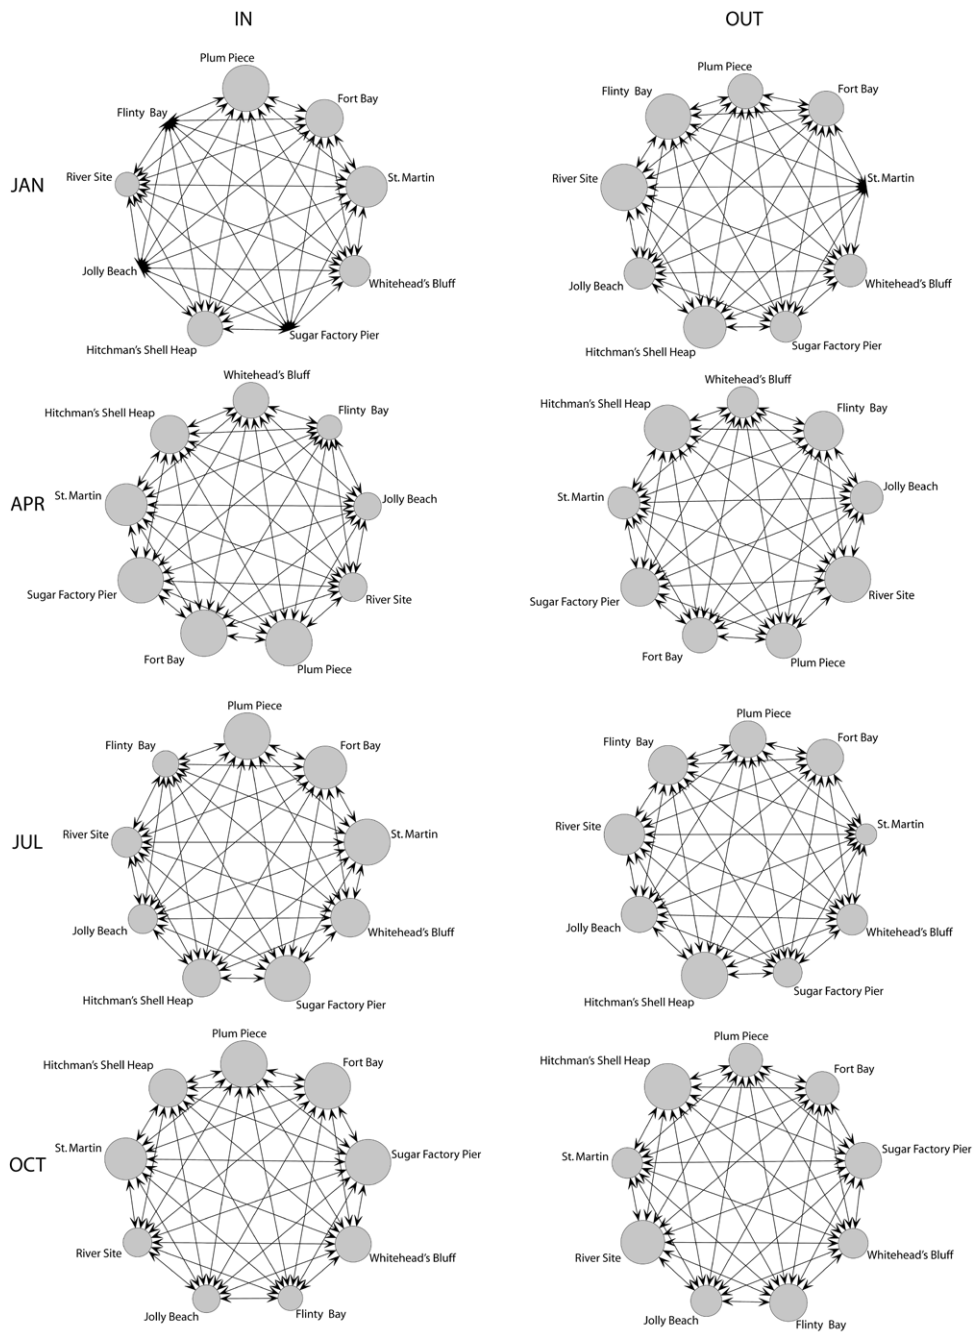 IN
OUT
Plum Piece
Flinty Bay
Fort Bay
JAN
River Site
St. Martin
Jolly Beach
Whitehead's Bluff
Sugar Factory Pier
Hitchman's Shell Heap
Plum Piece
Flinty Bay
Fort Bay
River Site
St. Martin
Jolly Beach
Whitehead's Bluff
Sugar Factory Pier
Hitchman's Shell Heap
Whitehead's Bluff
Hitchman's Shell Heap
Flinty Bay
APR
St. Martin
Jolly Beach
Sugar Factory Pier
River Site
Fort Bay
Plum Piece
Whitehead's Bluff
Hitchman's Shell Heap
Flinty Bay
St. Martin
Jolly Beach
Sugar Factory Pier
River Site
Fort Bay
Plum Piece
Plum Piece
Flinty Bay
Fort Bay
JUL
River Site
St. Martin
Jolly Beach
Whitehead's Bluff
Hitchman's Shell Heap
Sugar Factory Pier
Plum Piece
Flinty Bay
Fort Bay
River Site
St. Martin
Jolly Beach
Whitehead's Bluff
Sugar Factory Pier
Hitchman's Shell Heap
Plum Piece
Hitchman's Shell Heap
Fort Bay
OCT
St. Martin
Sugar Factory Pier
River Site
Whitehead's Bluff
Jolly Beach
Flinty Bay
Plum Piece
Hitchman's Shell Heap
Fort Bay
St. Martin
Sugar Factory Pier
River Site
Whitehead's Bluff
Jolly Beach
Flinty Bay